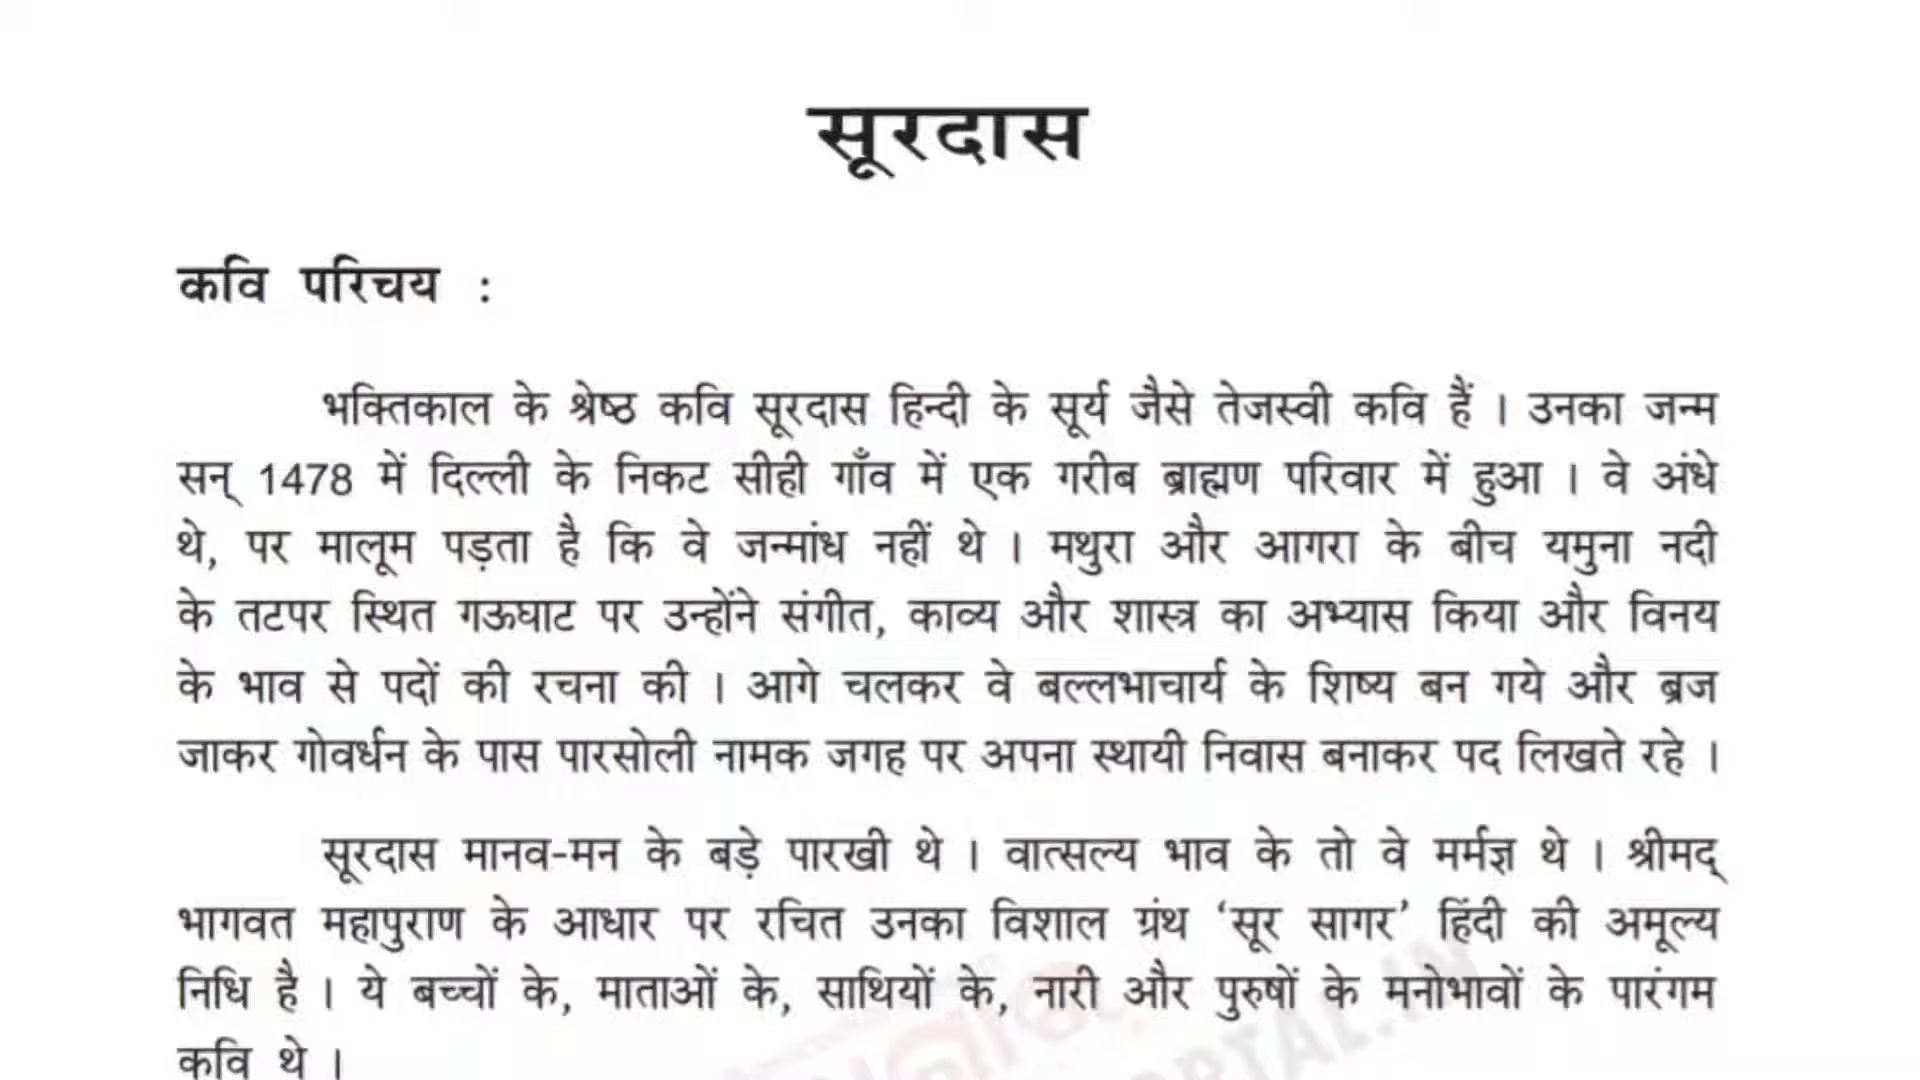 सूरदास
कवि परिचय :
भक्तिकाल के श्रेष्ठ कवि सूरदास हिन्दी के सूर्य जैसे तेजस्वी कवि हैं । उनका जन्म
सन् 1478 में दिल्ली के निकट सीही गाँव में एक गरीब ब्राह्मण परिवार में हुआ । वे अंधे
थे, पर मालूम पड़ता है कि वे जन्मांध नहीं थे । मथुरा और आगरा के बीच यमुना नदी
के तटपर स्थित गऊघाट पर उन्होंने संगीत, काव्य और शास्त्र का अभ्यास किया और विनय
के भाव से पदों की रचना की । आगे चलकर वे बल्लभाचार्य के शिष्य बन गये और ब्रज
जाकर गोवर्धन के पास पारसोली नामक जगह पर अपना स्थायी निवास बनाकर पद लिखते रहे ।
सूरदास मानव-मन के बड़े पारखी थे । वात्सल्य भाव के तो वे मर्मज्ञ थे । श्रीमद्
भागवत महापुराण के आधार पर रचित उनका विशाल ग्रंथ ‘सूर सागर’ हिंदी की अमूल्य
निधि है । ये बच्चों के, माताओं के, साथियों के, नारी और पुरुषों के मनोभावों के पारंगम
कवि थे ।